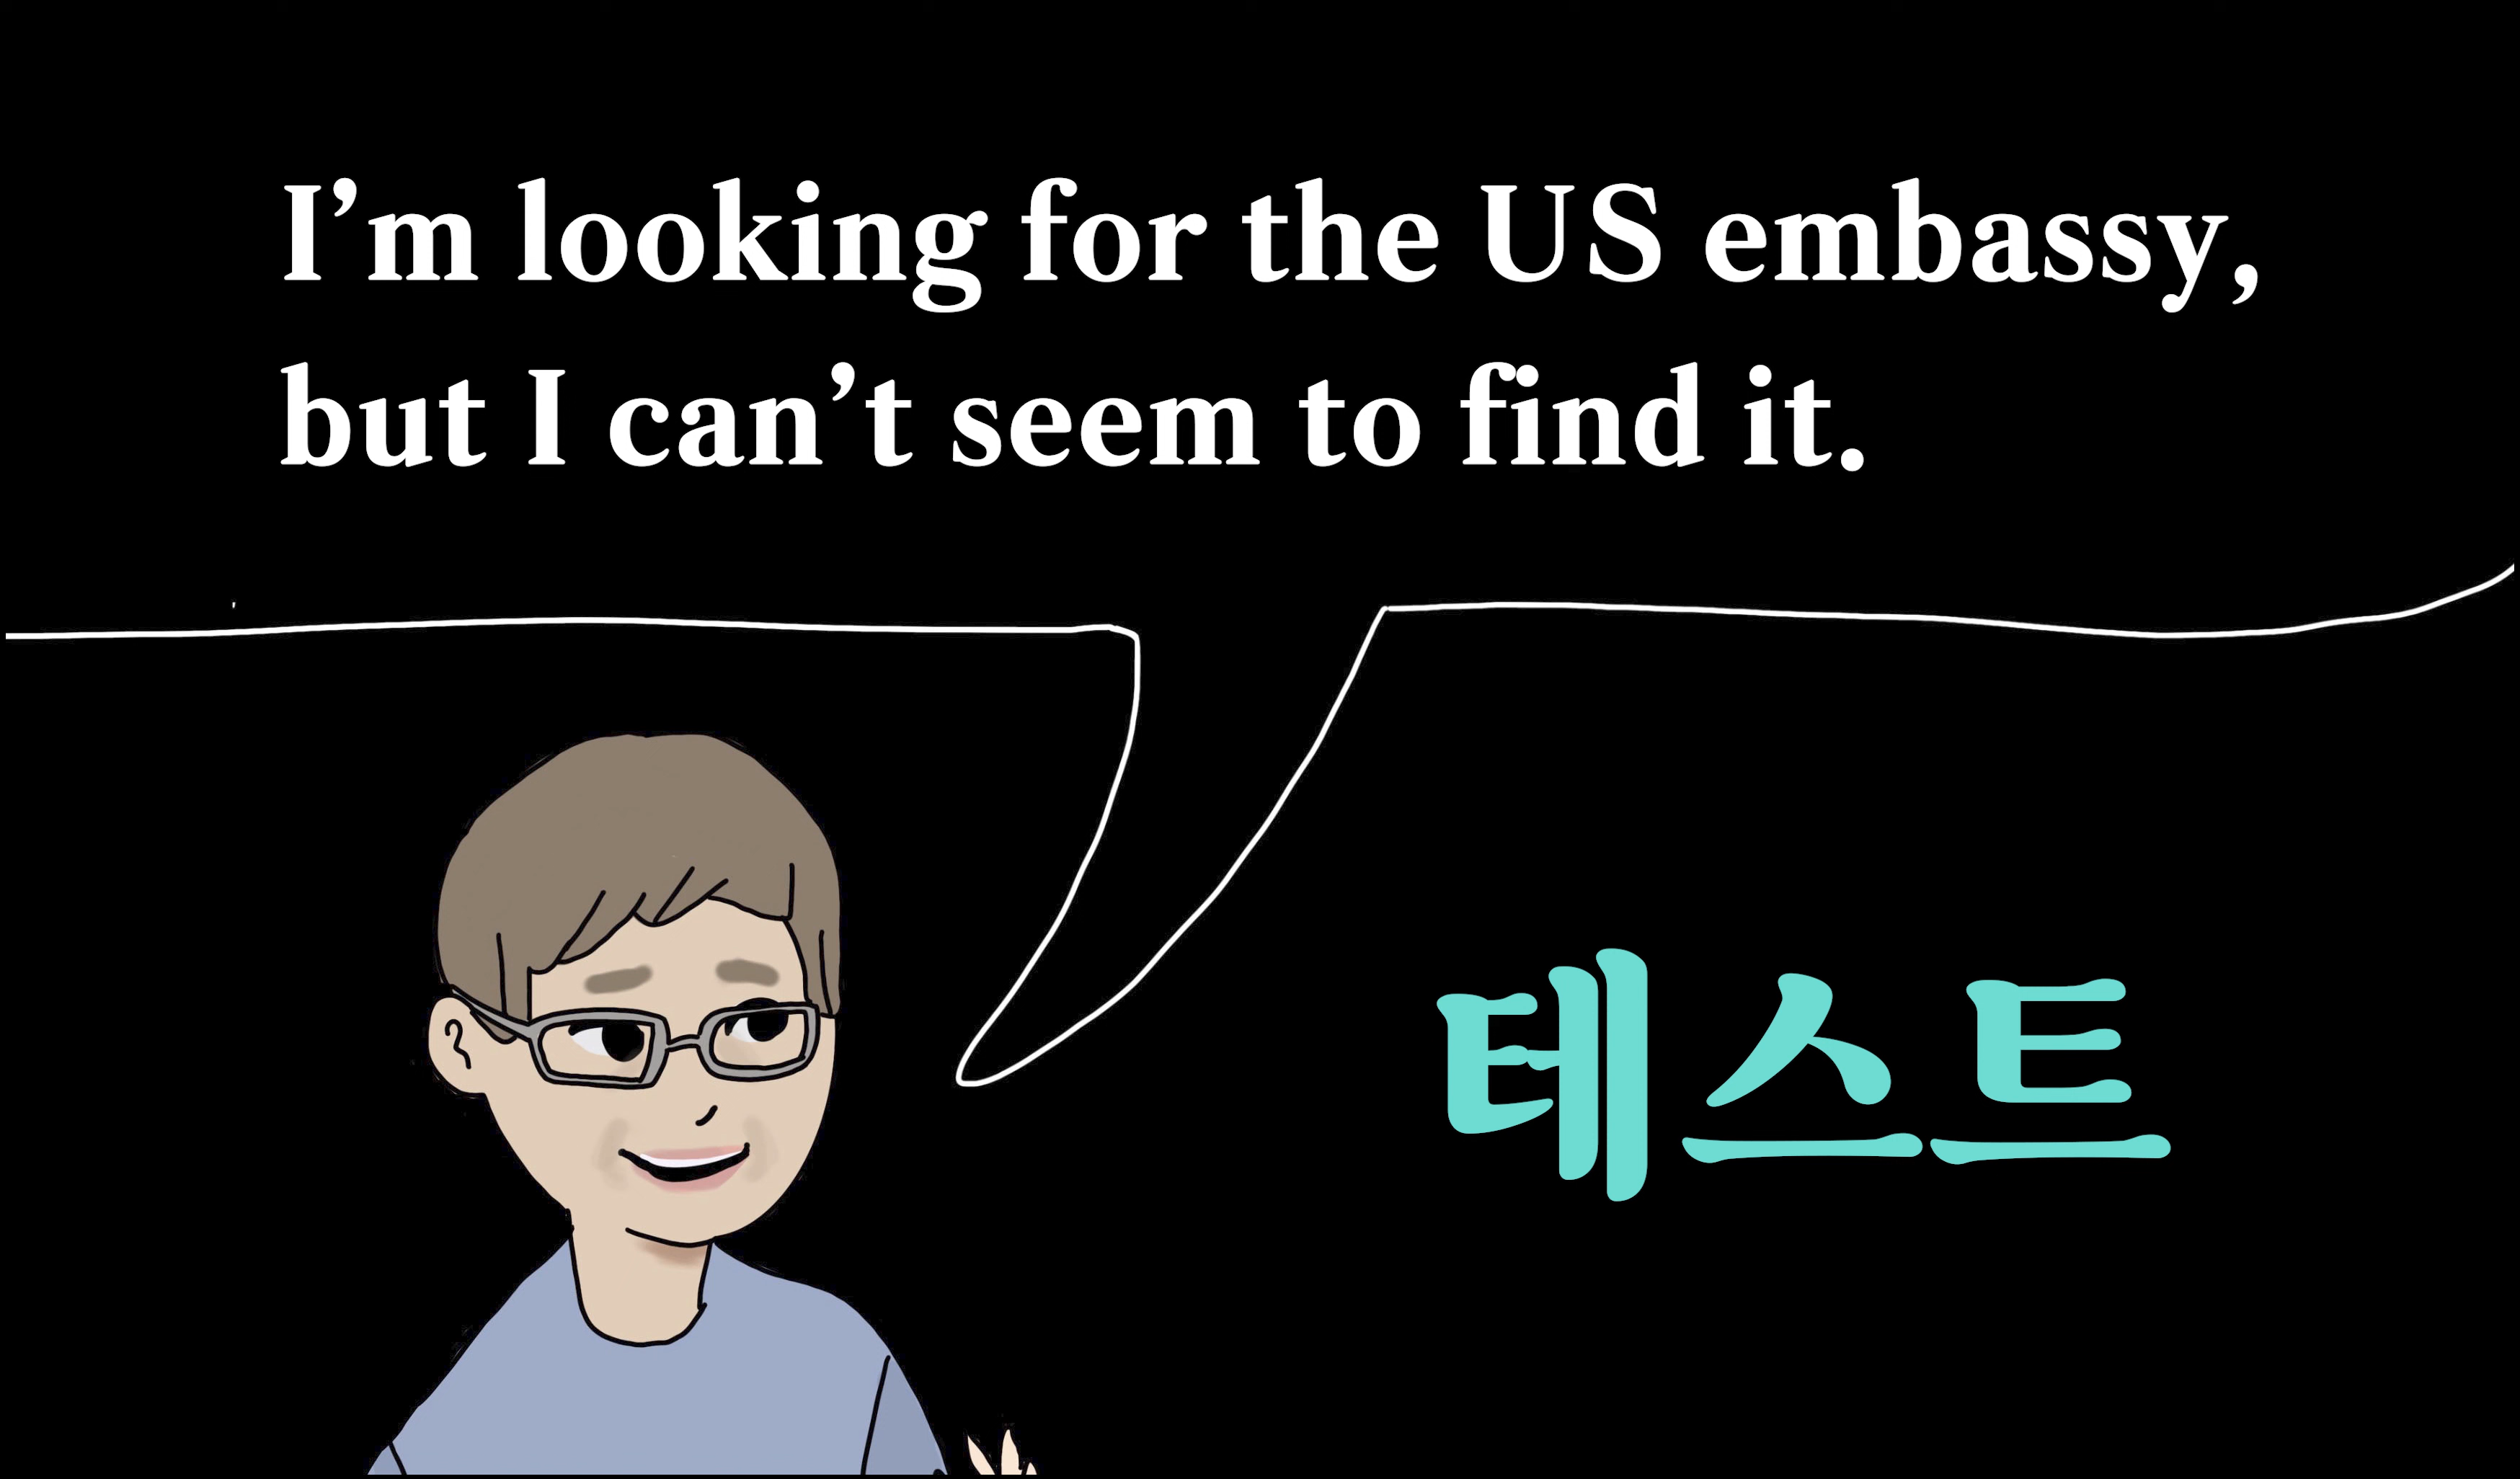 I’m looking for the US embassy,
but I can’t seem to find it.
테스트